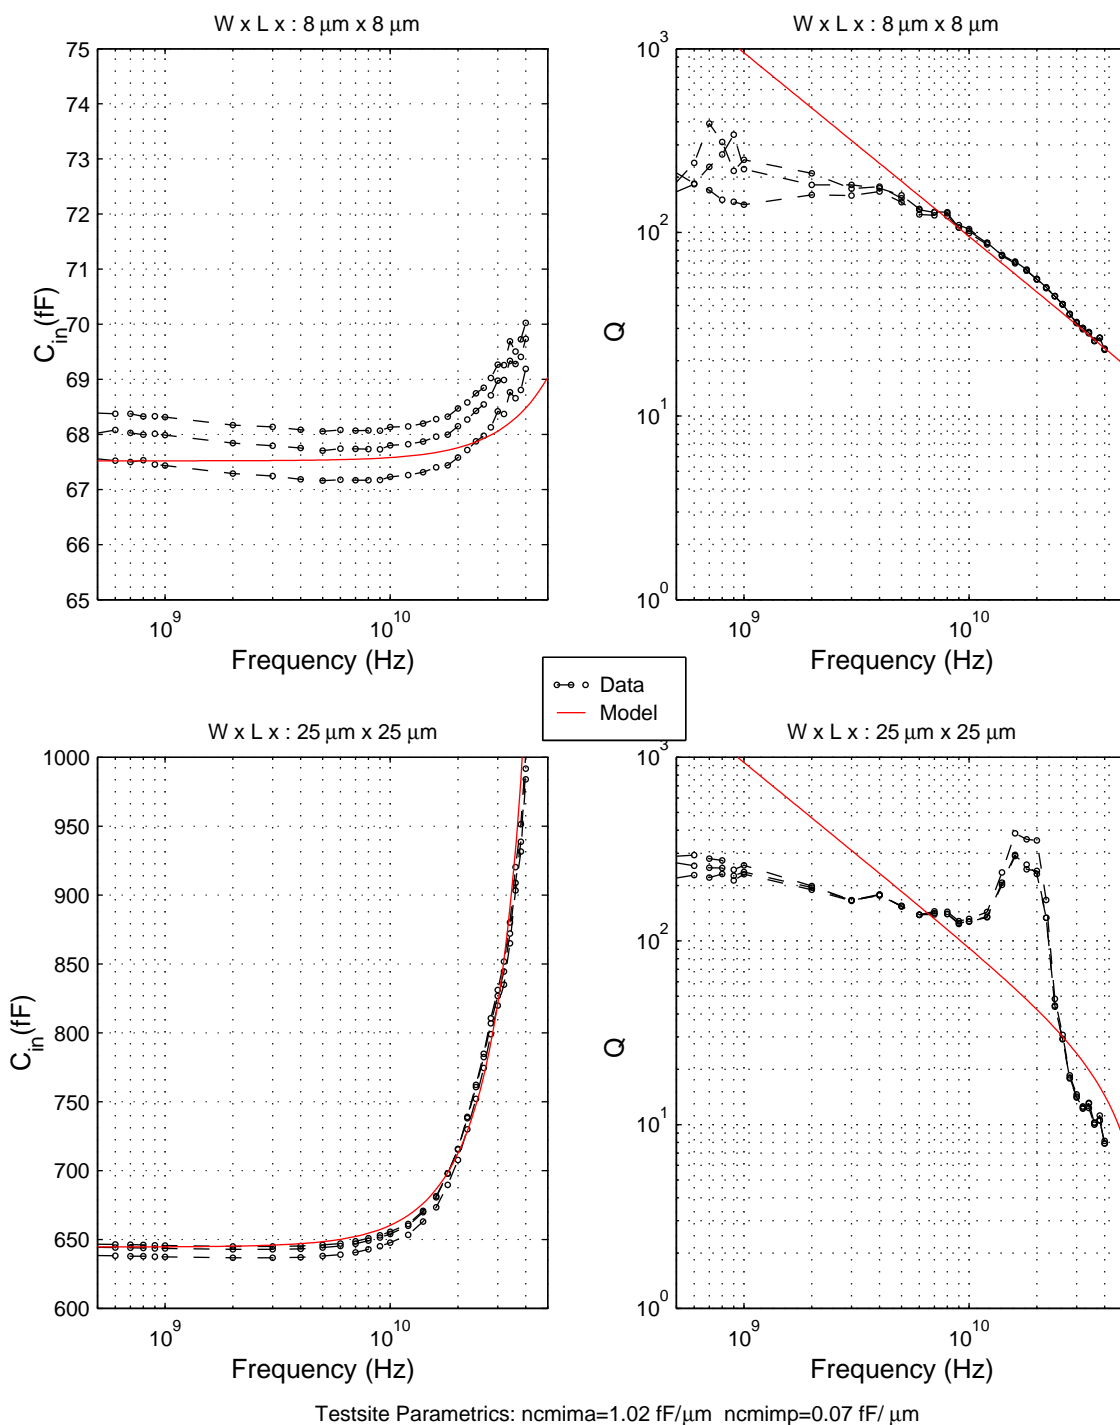 W x L x : 8 µm x 8 µm
75
74
73
72
71
70
69
68
67
66
65
C_in(fF)
10^9
10^10
Frequency (Hz)
W x L x : 8 µm x 8 µm
10^3
10^2
10^1
10^0
Q
10^9
10^10
Frequency (Hz)
Data
Model
W x L x : 25 µm x 25 µm
1000
950
900
850
800
750
700
650
600
C_in(fF)
10^9
10^10
Frequency (Hz)
W x L x : 25 µm x 25 µm
10^3
10^2
10^1
10^0
Q
10^9
10^10
Frequency (Hz)
Testsite Parametrics: ncmima=1.02 fF/µm ncmimp=0.07 fF/ µm